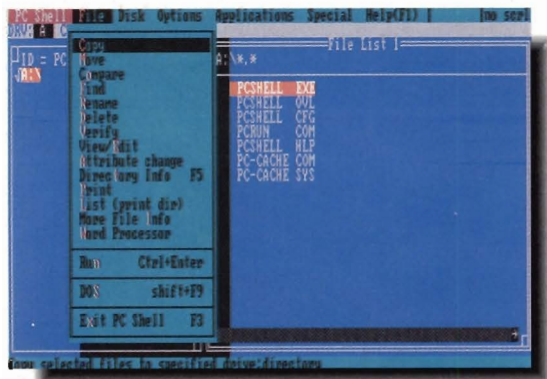 PC Shell File Disk Options Applications Special Help(F1) [ [no scrl
DRV: A C
ID = PC
√A:\
Copy
Move
Compare
Find
Rename
Delete
Verify
View/Edit
Attribute change
Directory Info F5
Print
List (print dir)
More File Info
Word Processor
Run Ctrl+Enter
DOS shift+F9
Exit PC Shell F3
File List 1
A:\*.*
PCSHELL EXE
PCSHELL OVL
PCSHELL CFG
PCRUN COM
PCSHELL HLP
PC-CACHE COM
PC-CACHE SYS
Copy selected files to specified drive:directory